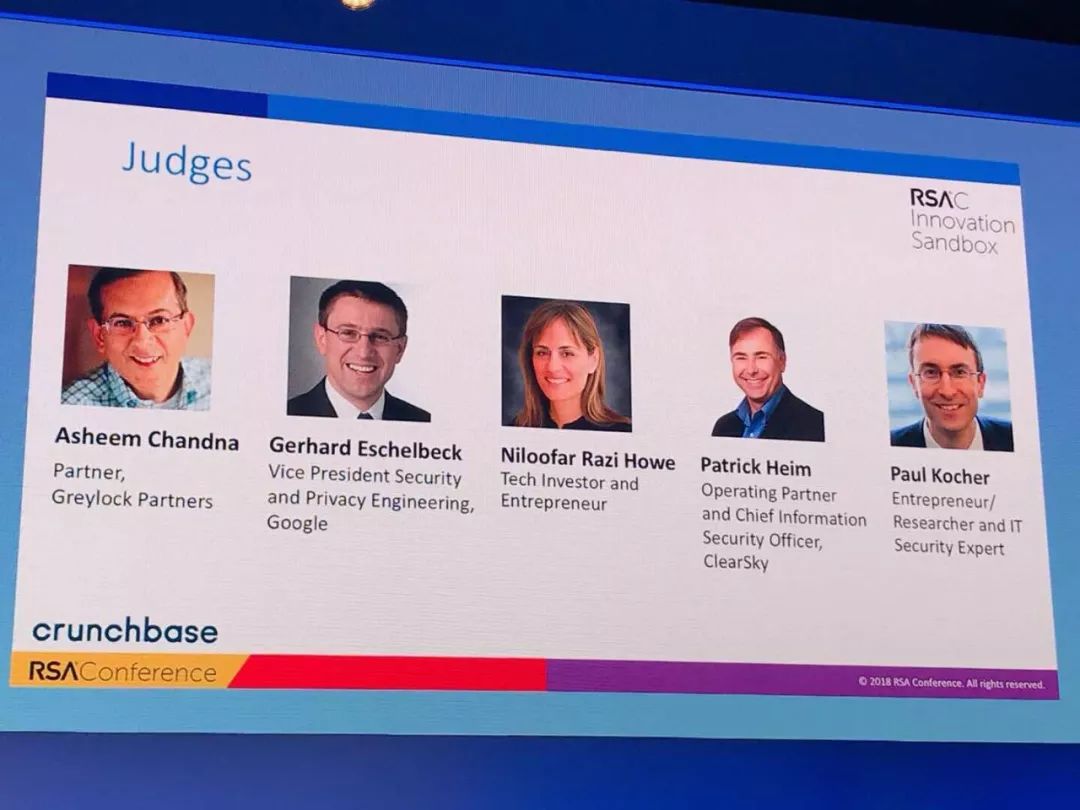 Judges
RSAC
Innovation
Sandbox
Asheem Chandna
Partner,
Greylock Partners
Gerhard Eschelbeck
Vice President Security
and Privacy Engineering,
Google
Niloofar Razi Howe
Tech Investor and
Entrepreneur
Patrick Heim
Operating Partner
and Chief Information
Security Officer,
ClearSky
Paul Kocher
Entrepreneur/
Researcher and IT
Security Expert
crunchbase
RSAConference
© 2018 RSA Conference. All rights reserved.